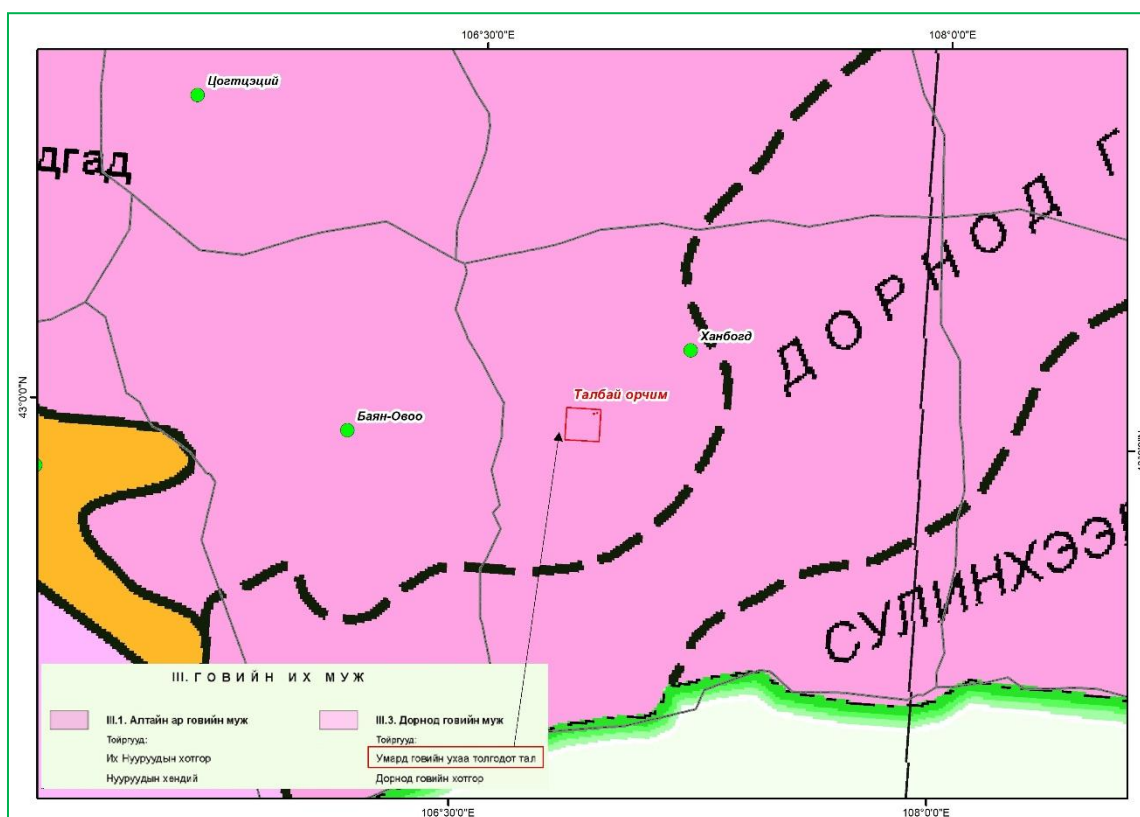 106°30'0"E
108°0'0"E
Цогтцэций
дгад
ДОРНОД Г
Ханбогд
43°0'0"N
Талбай орчим
Баян-Овоо
СУЛИНХЭЭ
III. ГОВИЙН ИХ МУЖ
III.1. Алтайн ар говийн муж
Тойргууд:
Их Нууруудын хотгор
Нууруудын хөндий
III.3. Дорнод говийн муж
Тойргууд:
Умард говийн ухаа толгодот тал
Дорнод говийн хотгор
106°30'0"E
108°0'0"E